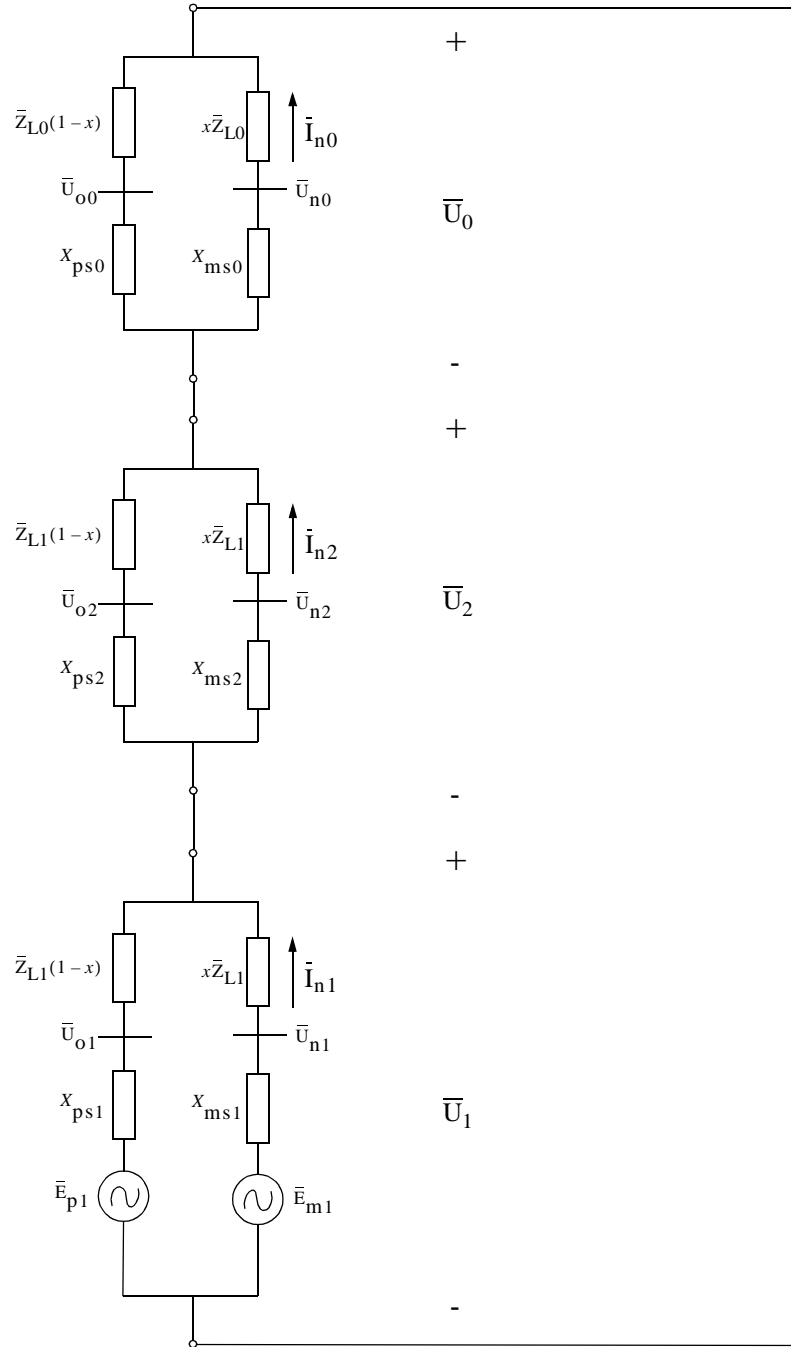 +
Z̄L0(1 – x)
xZ̄L0
Īn0
Ūo0
Ūn0
Ū0
Xps0
Xms0
-
+
Z̄L1(1 – x)
xZ̄L1
Īn2
Ūo2
Ūn2
Ū2
Xps2
Xms2
-
+
Z̄L1(1 – x)
xZ̄L1
Īn1
Ūo1
Ūn1
Xps1
Xms1
Ū1
Ēp1
Ēm1
-